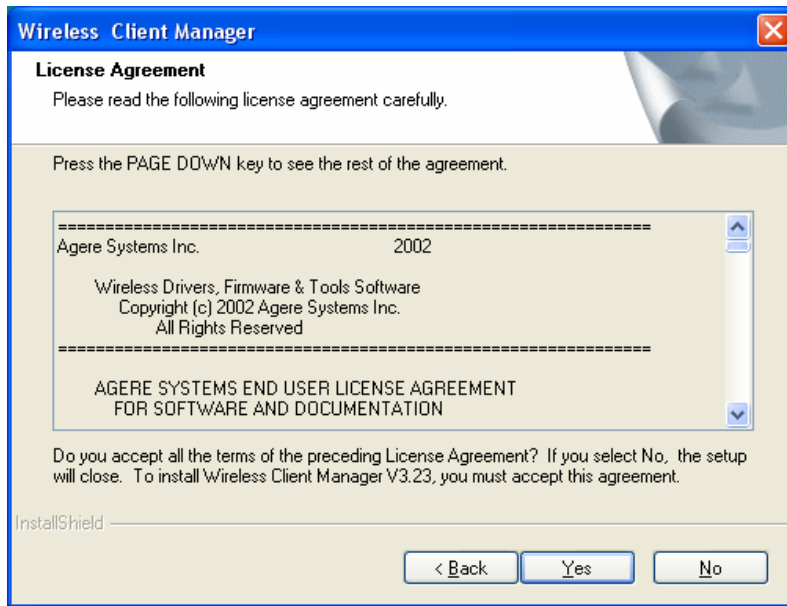 Wireless  Client Manager
License Agreement
Please read the following license agreement carefully.
Press the PAGE DOWN key to see the rest of the agreement.
===============================================================
Agere Systems Inc.                              2002
Wireless Drivers, Firmware & Tools Software
Copyright (c) 2002 Agere Systems Inc.
All Rights Reserved
===============================================================
AGERE SYSTEMS END USER LICENSE AGREEMENT
FOR SOFTWARE AND DOCUMENTATION
Do you accept all the terms of the preceding License Agreement?  If you select No,  the setup
will close.  To install Wireless Client Manager V3.23, you must accept this agreement.
InstallShield
< Back
Yes
No